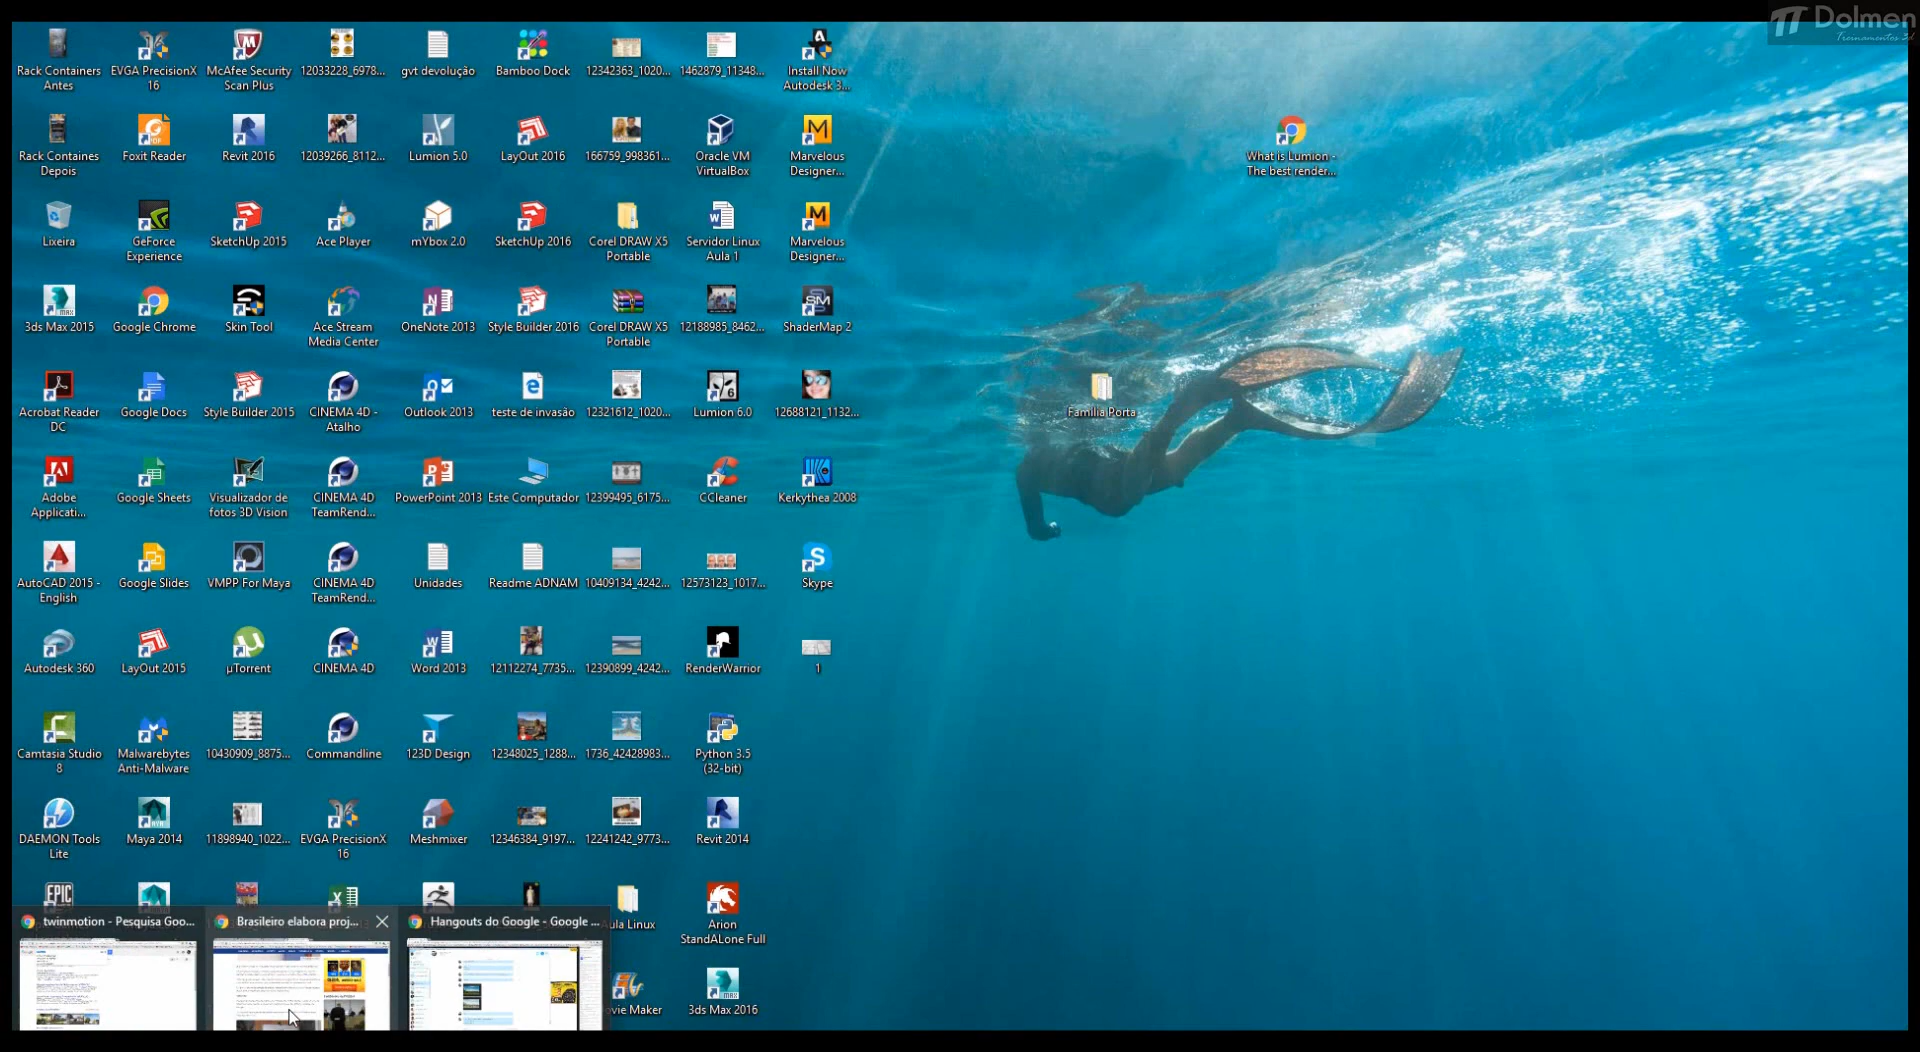 Dolmen
Treinamentos 3d
Rack Containers
Antes
EVGA PrecisionX
16
McAfee Security
Scan Plus
12033228_6978...
gvt devolução
Bamboo Dock
12342363_1020...
1462879_11348...
Install Now
Autodesk 3...
Rack Containes
Depois
Foxit Reader
Revit 2016
12039266_8112...
Lumion 5.0
LayOut 2016
166759_998361...
Oracle VM
VirtualBox
Marvelous
Designer...
What is Lumion -
The best render...
Lixeira
GeForce
Experience
SketchUp 2015
Ace Player
mYbox 2.0
SketchUp 2016
Corel DRAW X5
Portable
Servidor Linux
Aula 1
Marvelous
Designer...
3ds Max 2015
Google Chrome
Skin Tool
Ace Stream
Media Center
OneNote 2013
Style Builder 2016
Corel DRAW X5
Portable
12188985_8462...
ShaderMap 2
Acrobat Reader
DC
Google Docs
Style Builder 2015
CINEMA 4D -
Atalho
Outlook 2013
teste de invasão
12321612_1020...
Lumion 6.0
12688121_1132...
Família Porta
Adobe
Applicati...
Google Sheets
Visualizador de
fotos 3D Vision
CINEMA 4D
TeamRend...
PowerPoint 2013
Este Computador
12399495_6175...
CCleaner
Kerkythea 2008
AutoCAD 2015 -
English
Google Slides
VMPP For Maya
CINEMA 4D
TeamRend...
Unidades
Readme ADNAM
10409134_4242...
12573123_1017...
Skype
Autodesk 360
LayOut 2015
µTorrent
CINEMA 4D
Word 2013
12112274_7735...
12390899_4242...
RenderWarrior
1
Camtasia Studio
8
Malwarebytes
Anti-Malware
10430909_8875...
Commandline
123D Design
12348025_1288...
1736_42428983...
Python 3.5
(32-bit)
DAEMON Tools
Lite
Maya 2014
11898940_1022...
EVGA PrecisionX
16
Meshmixer
12346384_9197...
12241242_9773...
Revit 2014
EPIC
twinmotion - Pesquisa Goo...
Brasileiro elabora proj...
Hangouts do Google - Google ...
ula Linux
Arion
StandALone Full
vie Maker
3ds Max 2016